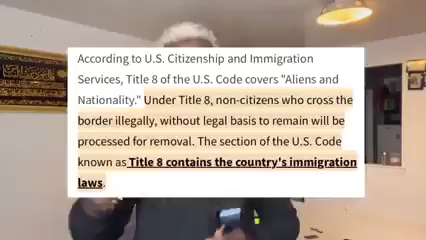 According to U.S. Citizenship and Immigration
Services, Title 8 of the U.S. Code covers "Aliens and
Nationality." Under Title 8, non-citizens who cross the
border illegally, without legal basis to remain will be
processed for removal. The section of the U.S. Code
known as Title 8 contains the country's immigration
laws.